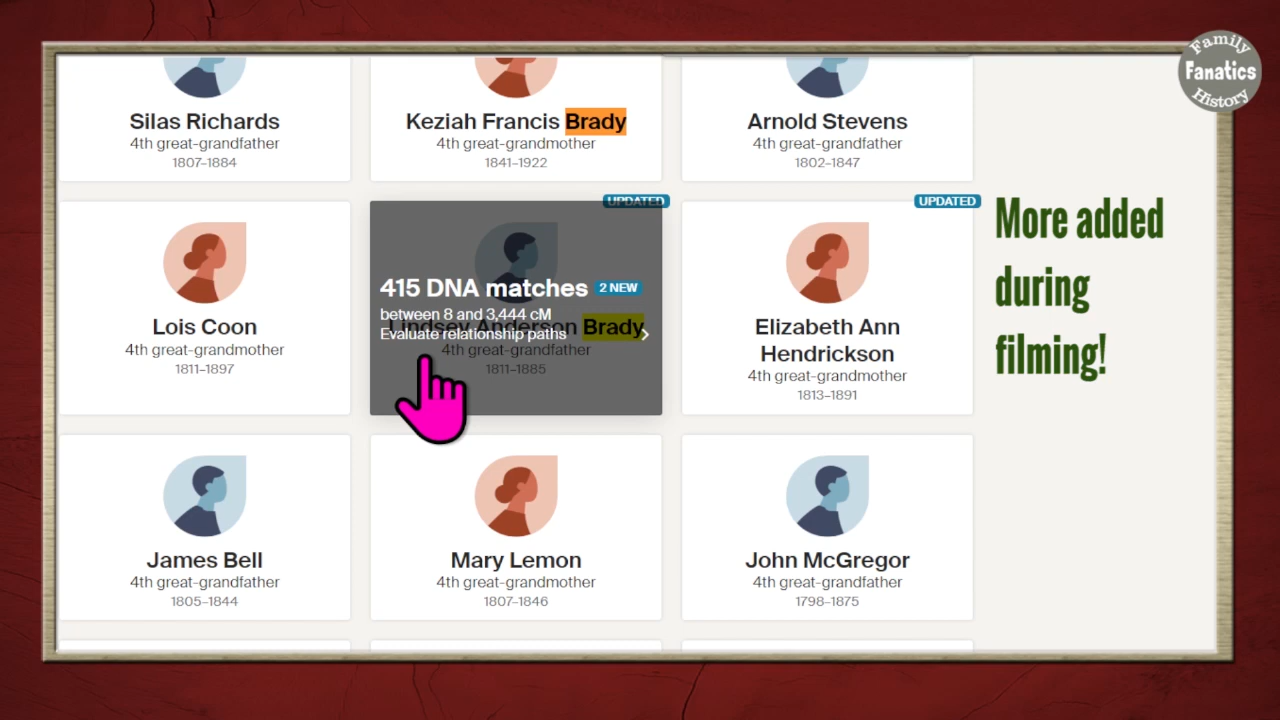 Family
Fanatics
History
Silas Richards
4th great-grandfather
1807–1884
Keziah Francis Brady
4th great-grandmother
1841–1922
Arnold Stevens
4th great-grandfather
1802–1847
Lois Coon
4th great-grandmother
1811–1897
UPDATED
415 DNA matches 2 NEW
between 8 and 3,444 cM
Evaluate relationship paths
Lindsey Anderson Brady
4th great-grandfather
1811–1885
UPDATED
Elizabeth Ann
Hendrickson
4th great-grandmother
1813–1891
More added
during
filming!
James Bell
4th great-grandfather
1805–1844
Mary Lemon
4th great-grandmother
1807–1846
John McGregor
4th great-grandfather
1798–1875